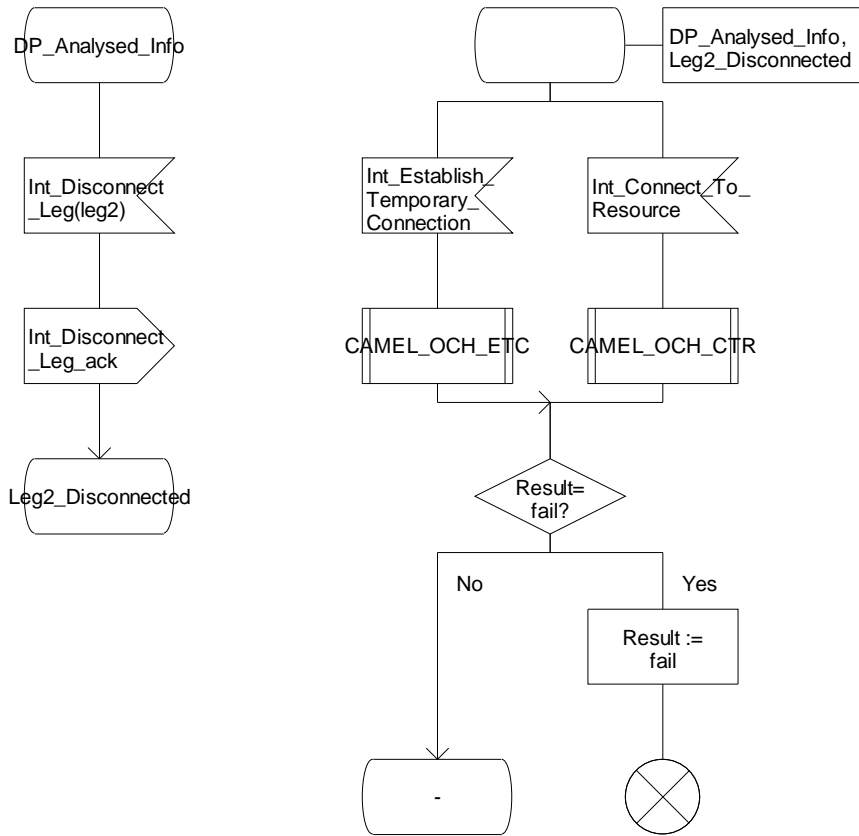 DP_Analysed_Info
Int_Disconnect
_Leg(leg2)
Int_Disconnect
_Leg_ack
Leg2_Disconnected
DP_Analysed_Info,
Leg2_Disconnected
Int_Establish_
Temporary_
Connection
Int_Connect_To_
Resource
CAMEL_OCH_ETC
CAMEL_OCH_CTR
Result=
fail?
No
Yes
Result :=
fail
-